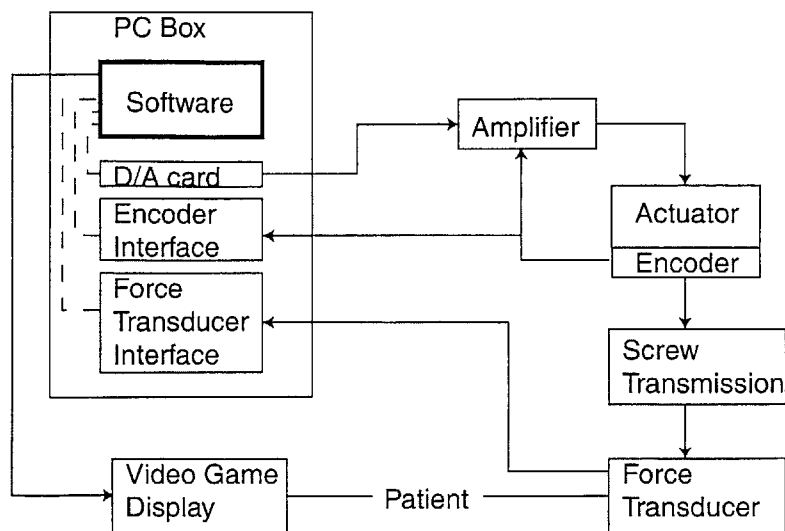 PC Box
Software
D/A card
Encoder
Interface
Force
Transducer
Interface
Amplifier
Actuator
Encoder
Screw
Transmission
Force
Transducer
Video Game
Display
Patient